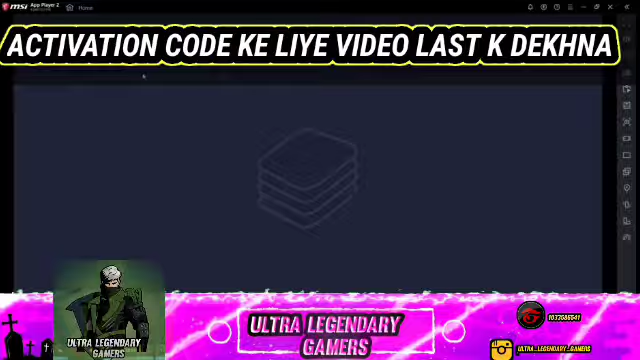 msi App Player 2 Home
ACTIVATION CODE KE LIYE VIDEO LAST K DEKHNA
ULTRA LEGENDARY
GAMERS
ULTRA LEGENDARY
GAMERS
1037586541
ULTRA_LEGENDARY_GAMERS